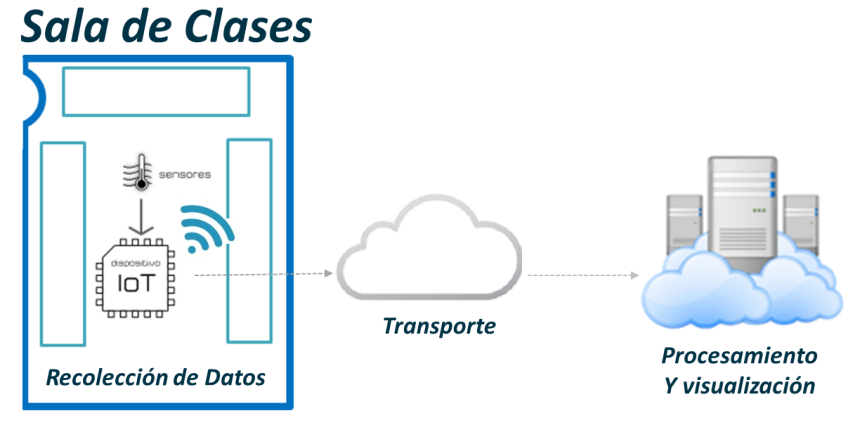 Sala de Clases
sensores
dispositivo
IoT
Transporte
Recolección de Datos
Procesamiento
Y visualización